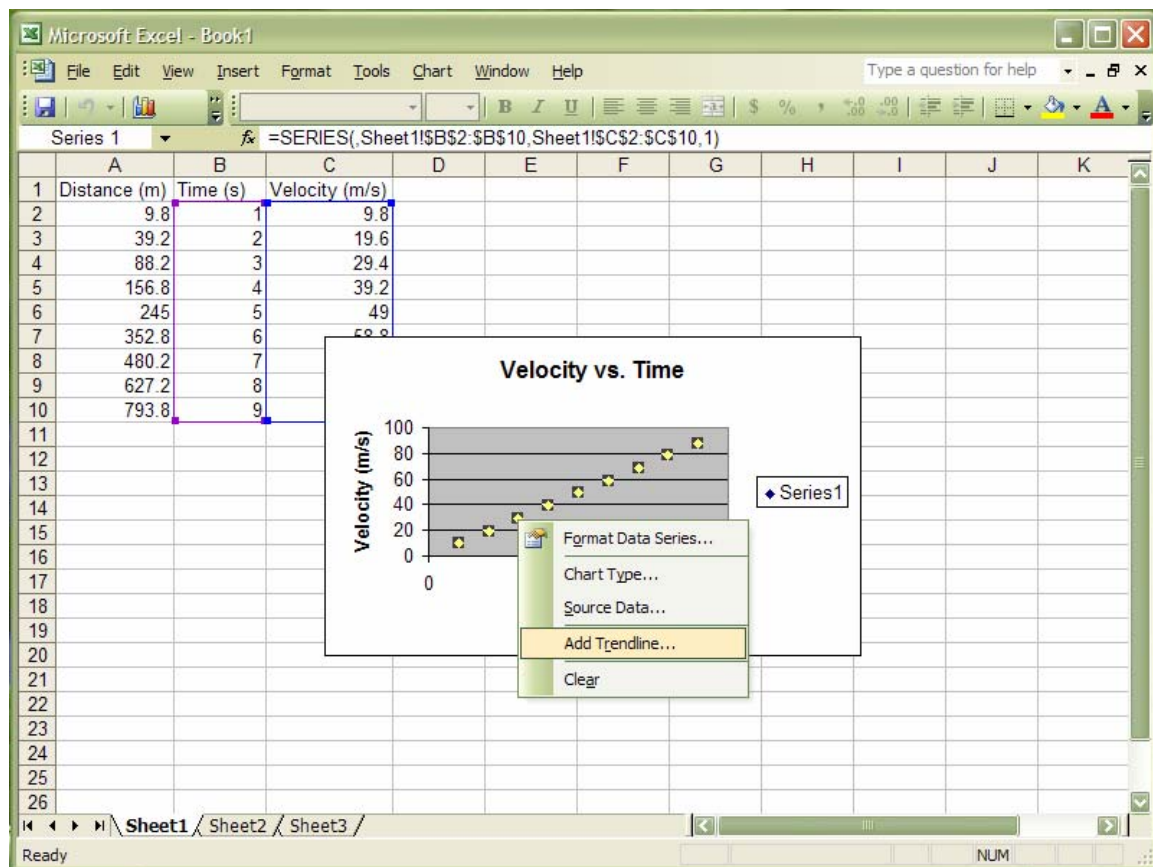 Microsoft Excel - Book1
File Edit View Insert Format Tools Chart Window Help Type a question for help
B I U $ % , A
Series 1 fx =SERIES(,Sheet1!$B$2:$B$10,Sheet1!$C$2:$C$10,1)
A B C D E F G H I J K
1 Distance (m) Time (s) Velocity (m/s)
2 9.8 1 9.8
3 39.2 2 19.6
4 88.2 3 29.4
5 156.8 4 39.2
6 245 5 49
7 352.8 6 58.8
8 480.2 7
9 627.2 8
10 793.8 9
11
12
13
14
15
16
17
18
19
20
21
22
23
24
25
26
Velocity vs. Time
Velocity (m/s)
100
80
60
40
20
0
0
Series1
Format Data Series...
Chart Type...
Source Data...
Add Trendline...
Clear
Sheet1 Sheet2 Sheet3
Ready NUM